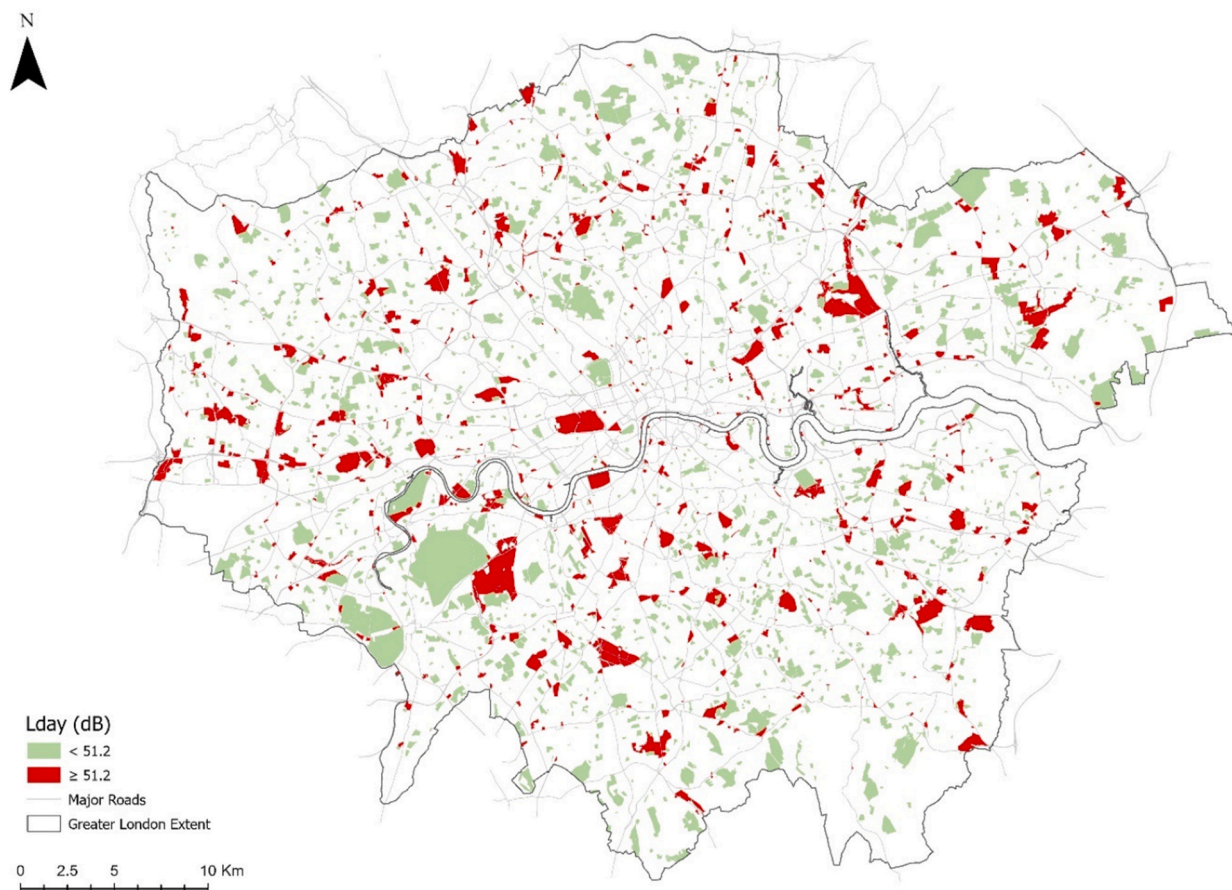 N
Lday (dB)
< 51.2
≥ 51.2
Major Roads
Greater London Extent
0 2.5 5 10 Km